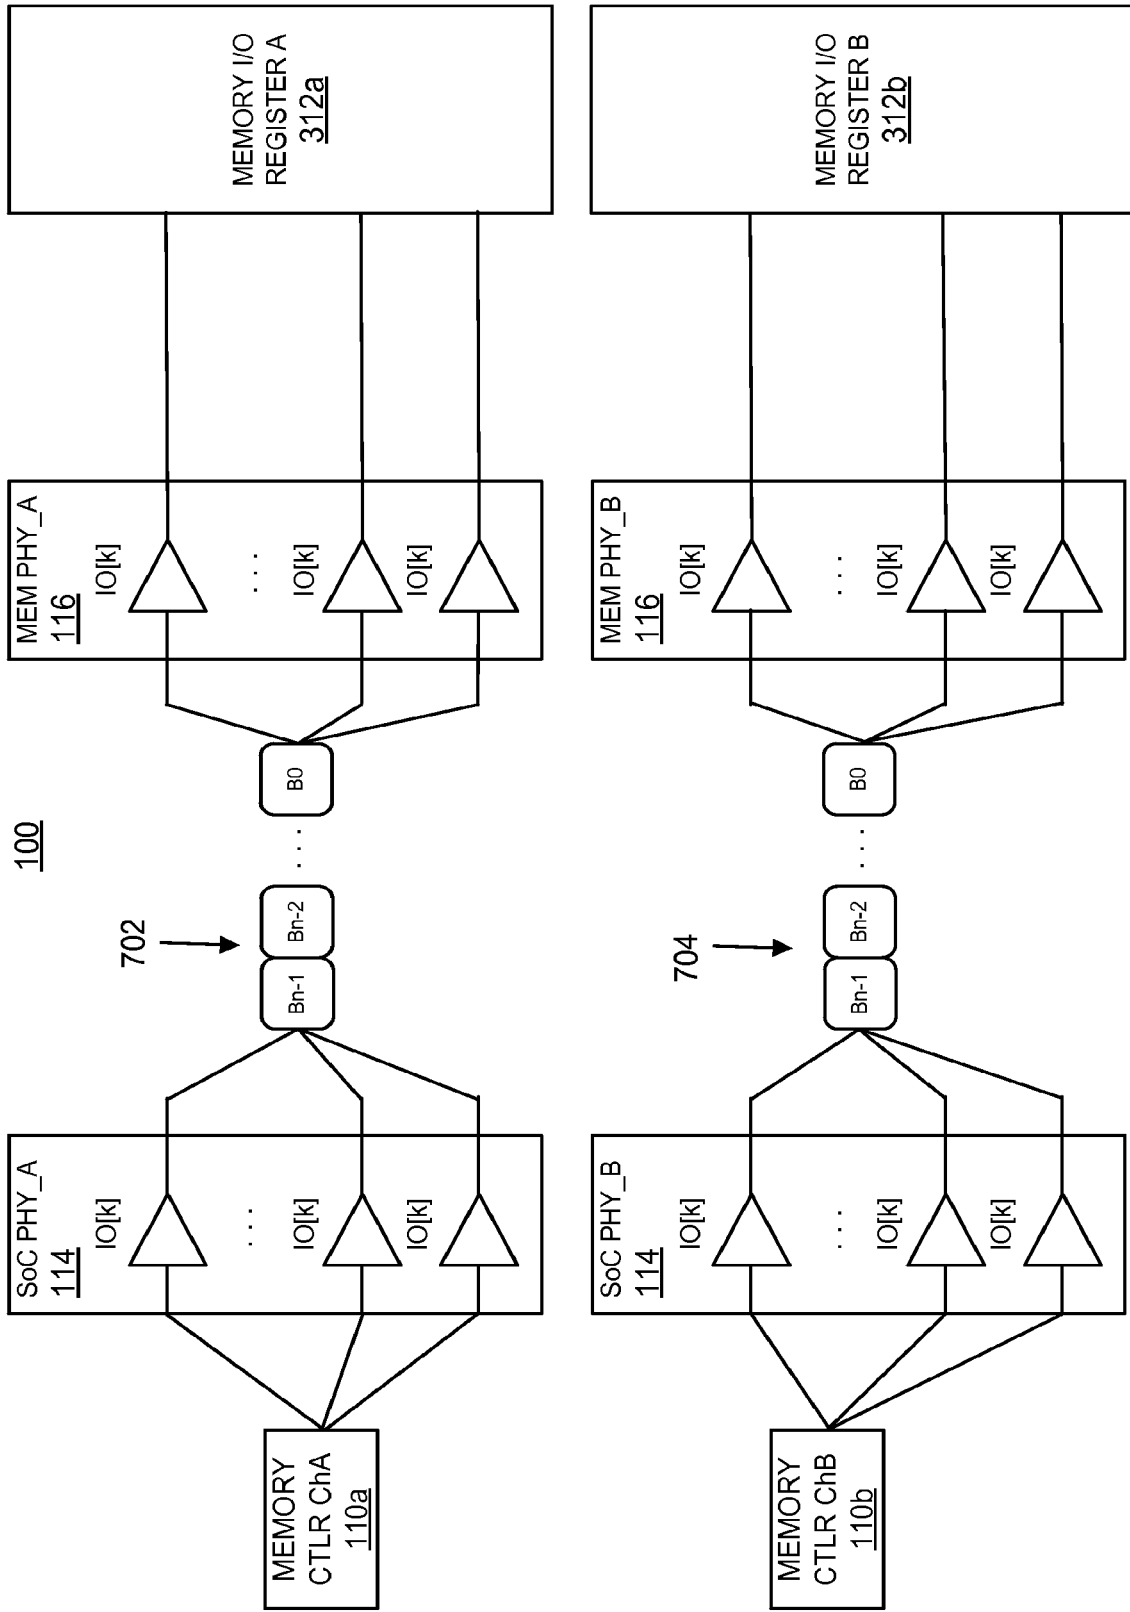 100
MEMORY
CTLR ChA
110a
SoC PHY_A
114
IO[k]
. . .
IO[k]
IO[k]
702
Bn-1
Bn-2
. . . .
B0
MEM PHY_A
116
IO[k]
. . .
IO[k]
IO[k]
MEMORY I/O
REGISTER A
312a
MEMORY
CTLR ChB
110b
SoC PHY_B
114
IO[k]
. . .
IO[k]
IO[k]
704
Bn-1
Bn-2
. . . .
B0
MEM PHY_B
116
IO[k]
. . .
IO[k]
IO[k]
MEMORY I/O
REGISTER B
312b